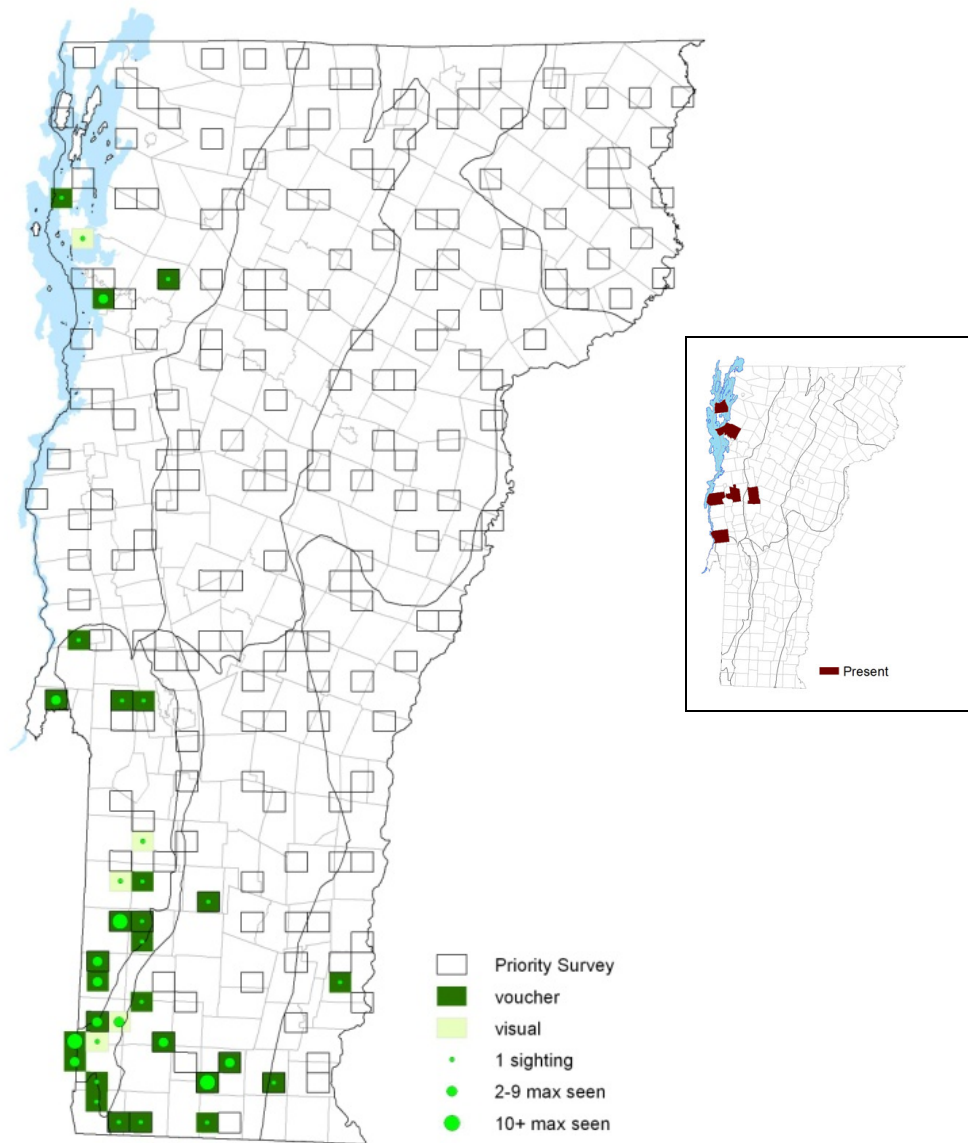 Present
Priority Survey
voucher
visual
1 sighting
2-9 max seen
10+ max seen